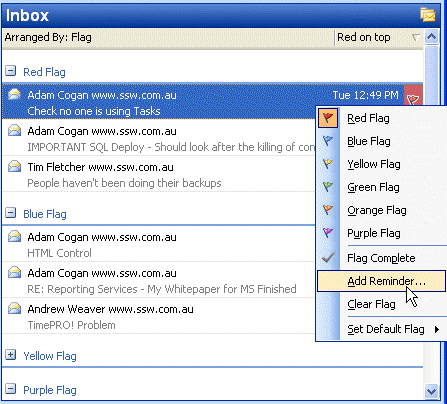 Inbox
Arranged By: Flag Red on top
Red Flag
Adam Cogan www.ssw.com.au Tue 12:49 PM
Check no one is using Tasks
Adam Cogan www.ssw.com.au
IMPORTANT SQL Deploy - Should look after the killing of con
Tim Fletcher www.ssw.com.au
People haven't been doing their backups
Blue Flag
Adam Cogan www.ssw.com.au
HTML Control
Adam Cogan www.ssw.com.au
RE: Reporting Services - My Whitepaper for MS Finished
Andrew Weaver www.ssw.com.au
TimePRO! Problem
Yellow Flag
Purple Flag
Red Flag
Blue Flag
Yellow Flag
Green Flag
Orange Flag
Purple Flag
Flag Complete
Add Reminder...
Clear Flag
Set Default Flag